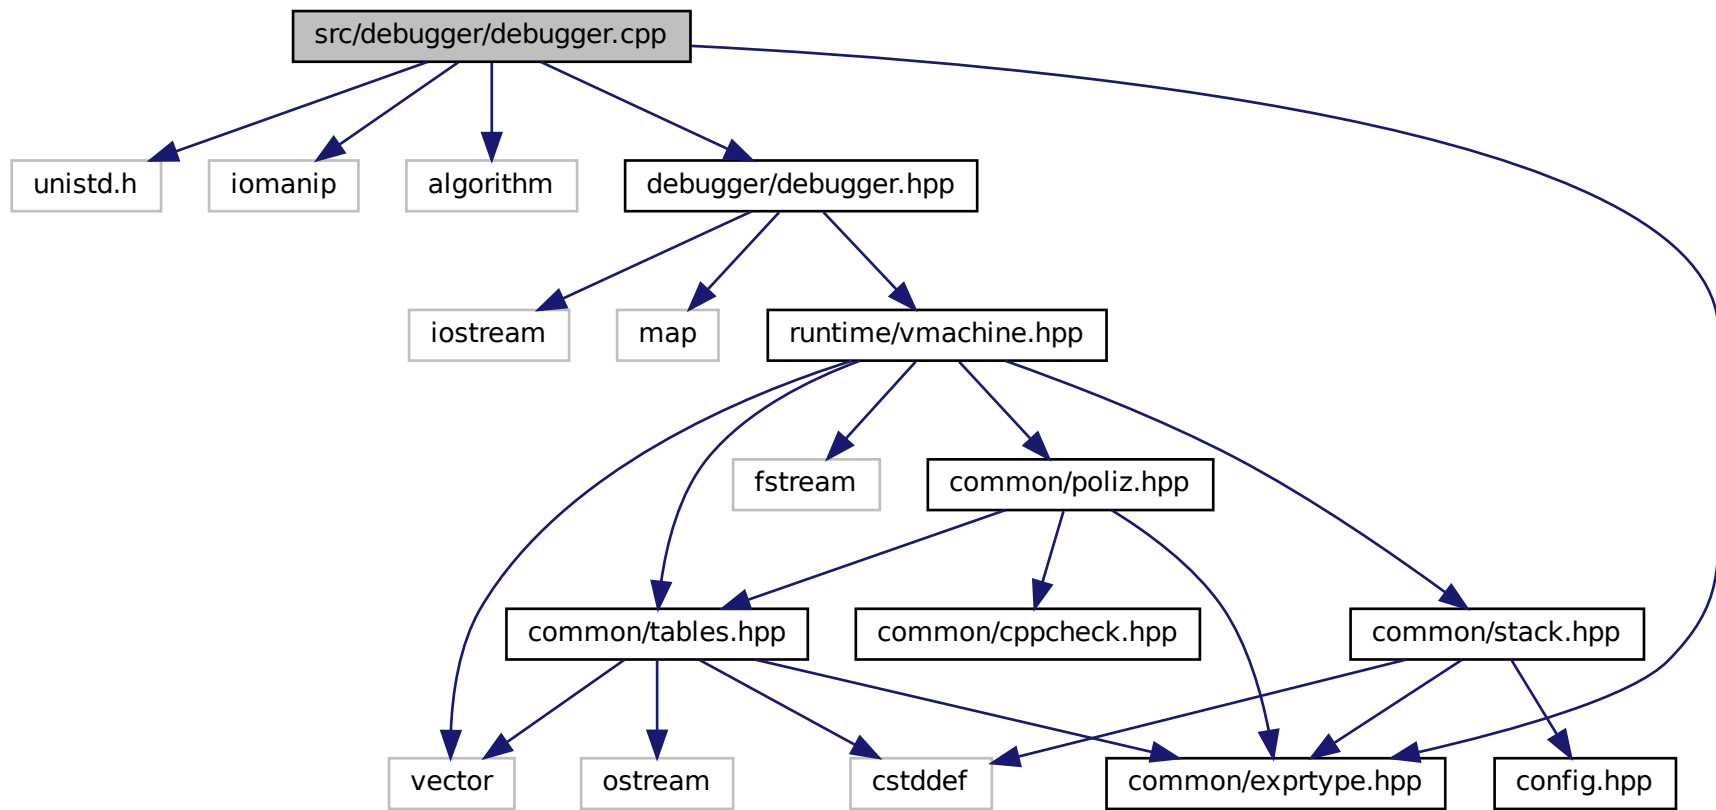 src/debugger/debugger.cpp
unistd.h
iomanip
algorithm
debugger/debugger.hpp
iostream
map
runtime/vmachine.hpp
fstream
common/poliz.hpp
common/tables.hpp
common/cppcheck.hpp
common/stack.hpp
vector
ostream
cstddef
common/exprtype.hpp
config.hpp